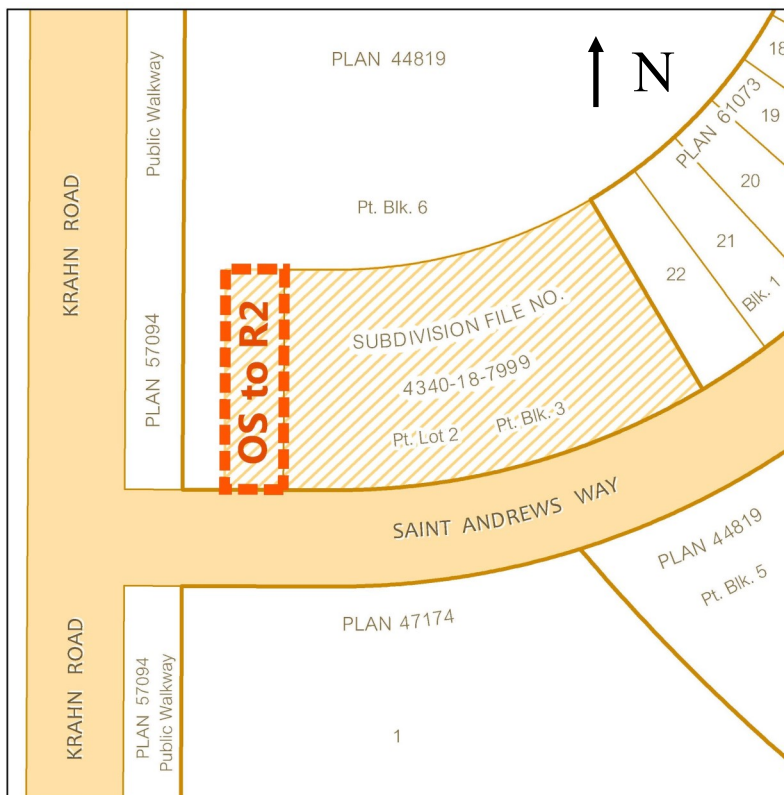 PLAN 44819
N
18
Public Walkway
PLAN 61073
19
20
KRAHN ROAD
Pt. Blk. 6
21
22
Blk. 1
PLAN 57094
OS to R2
SUBDIVISION FILE NO.
4340-18-7999
Pt. Lot 2
Pt. Blk. 3
SAINT ANDREWS WAY
PLAN 44819
Pt. Blk. 5
KRAHN ROAD
PLAN 57094
Public Walkway
PLAN 47174
1